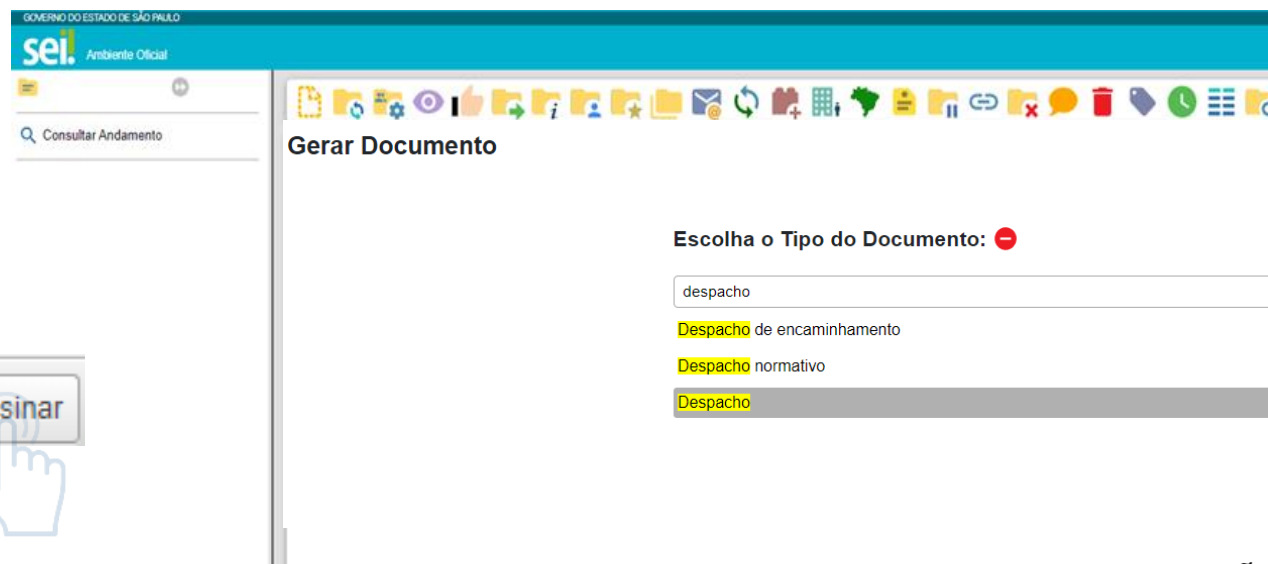 GOVERNO DO ESTADO DE SÃO PAULO
sei! Ambiente Oficial
Consultar Andamento
Gerar Documento
Escolha o Tipo do Documento:
despacho
Despacho de encaminhamento
Despacho normativo
Despacho
sinar